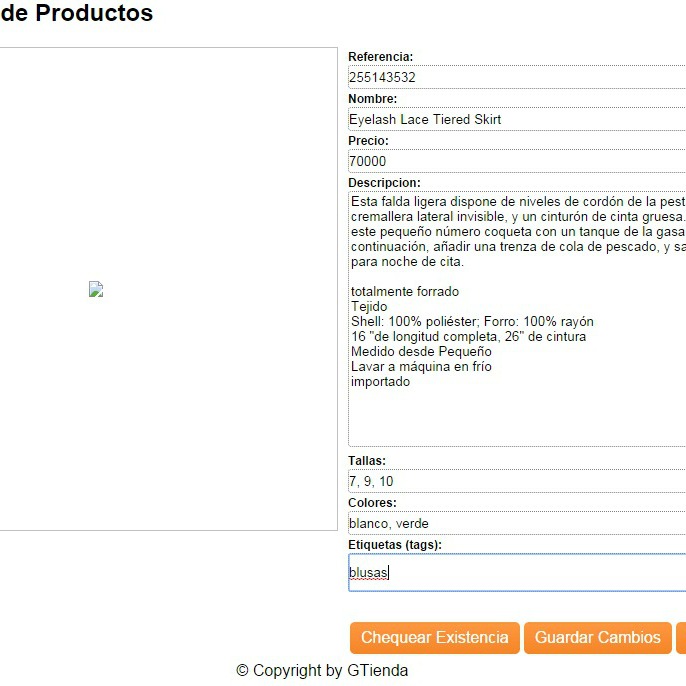 de Productos
Referencia:
255143532
Nombre:
Eyelash Lace Tiered Skirt
Precio:
70000
Descripcion:
Esta falda ligera dispone de niveles de cordón de la pest
cremallera lateral invisible, y un cinturón de cinta gruesa.
este pequeño número coqueta con un tanque de la gasa
continuación, añadir una trenza de cola de pescado, y sa
para noche de cita.
totalmente forrado
Tejido
Shell: 100% poliéster; Forro: 100% rayón
16 "de longitud completa, 26" de cintura
Medido desde Pequeño
Lavar a máquina en frío
importado
Tallas:
7, 9, 10
Colores:
blanco, verde
Etiquetas (tags):
blusas
Chequear Existencia Guardar Cambios
© Copyright by GTienda